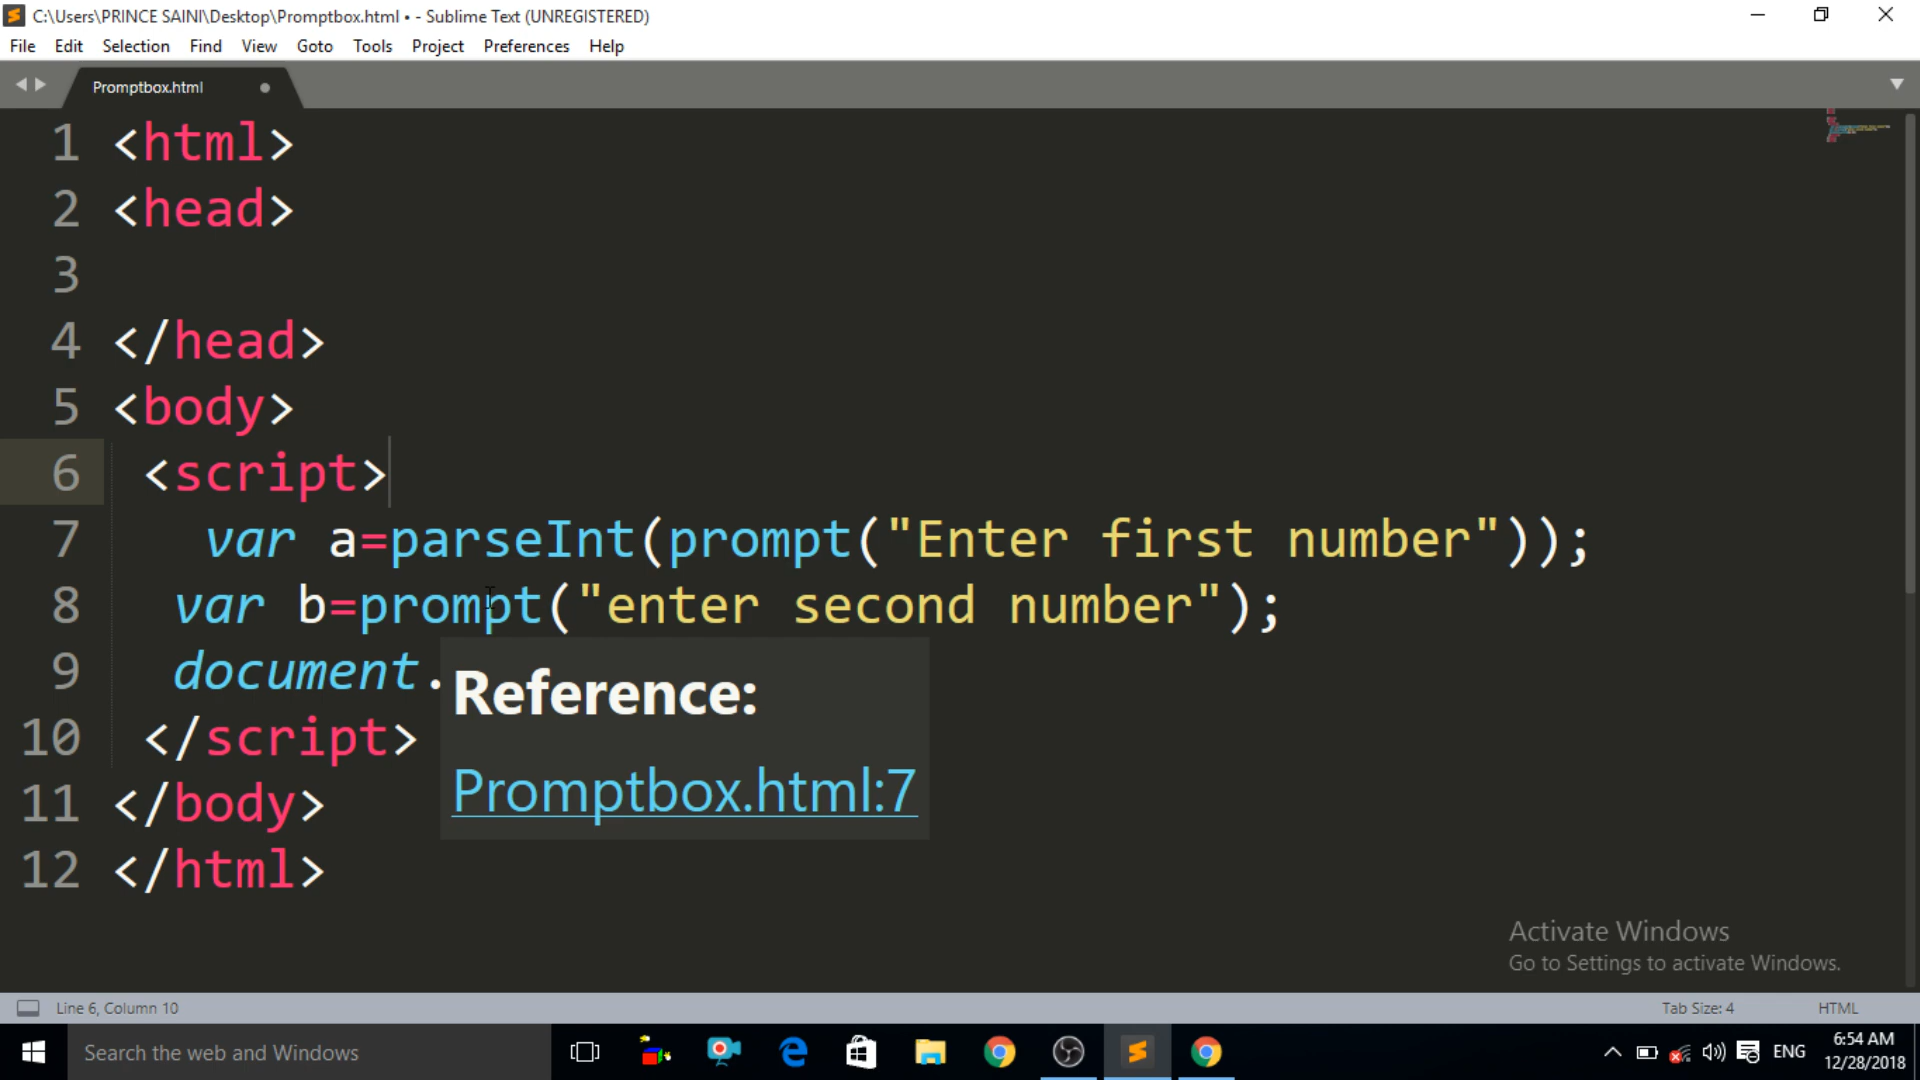 C:\Users\PRINCE SAINI\Desktop\Promptbox.html • - Sublime Text (UNREGISTERED)
File Edit Selection Find View Goto Tools Project Preferences Help
Promptbox.html
1 <html>
2 <head>
3
4 </head>
5 <body>
6 <script>
7 var a=parseInt(prompt("Enter first number"));
8 var b=prompt("enter second number");
9 document.
10 </script>
11 </body>
12 </html>
Reference:
Promptbox.html:7
Activate Windows
Go to Settings to activate Windows.
Line 6, Column 10 Tab Size: 4 HTML
Search the web and Windows
ENG
6:54 AM
12/28/2018